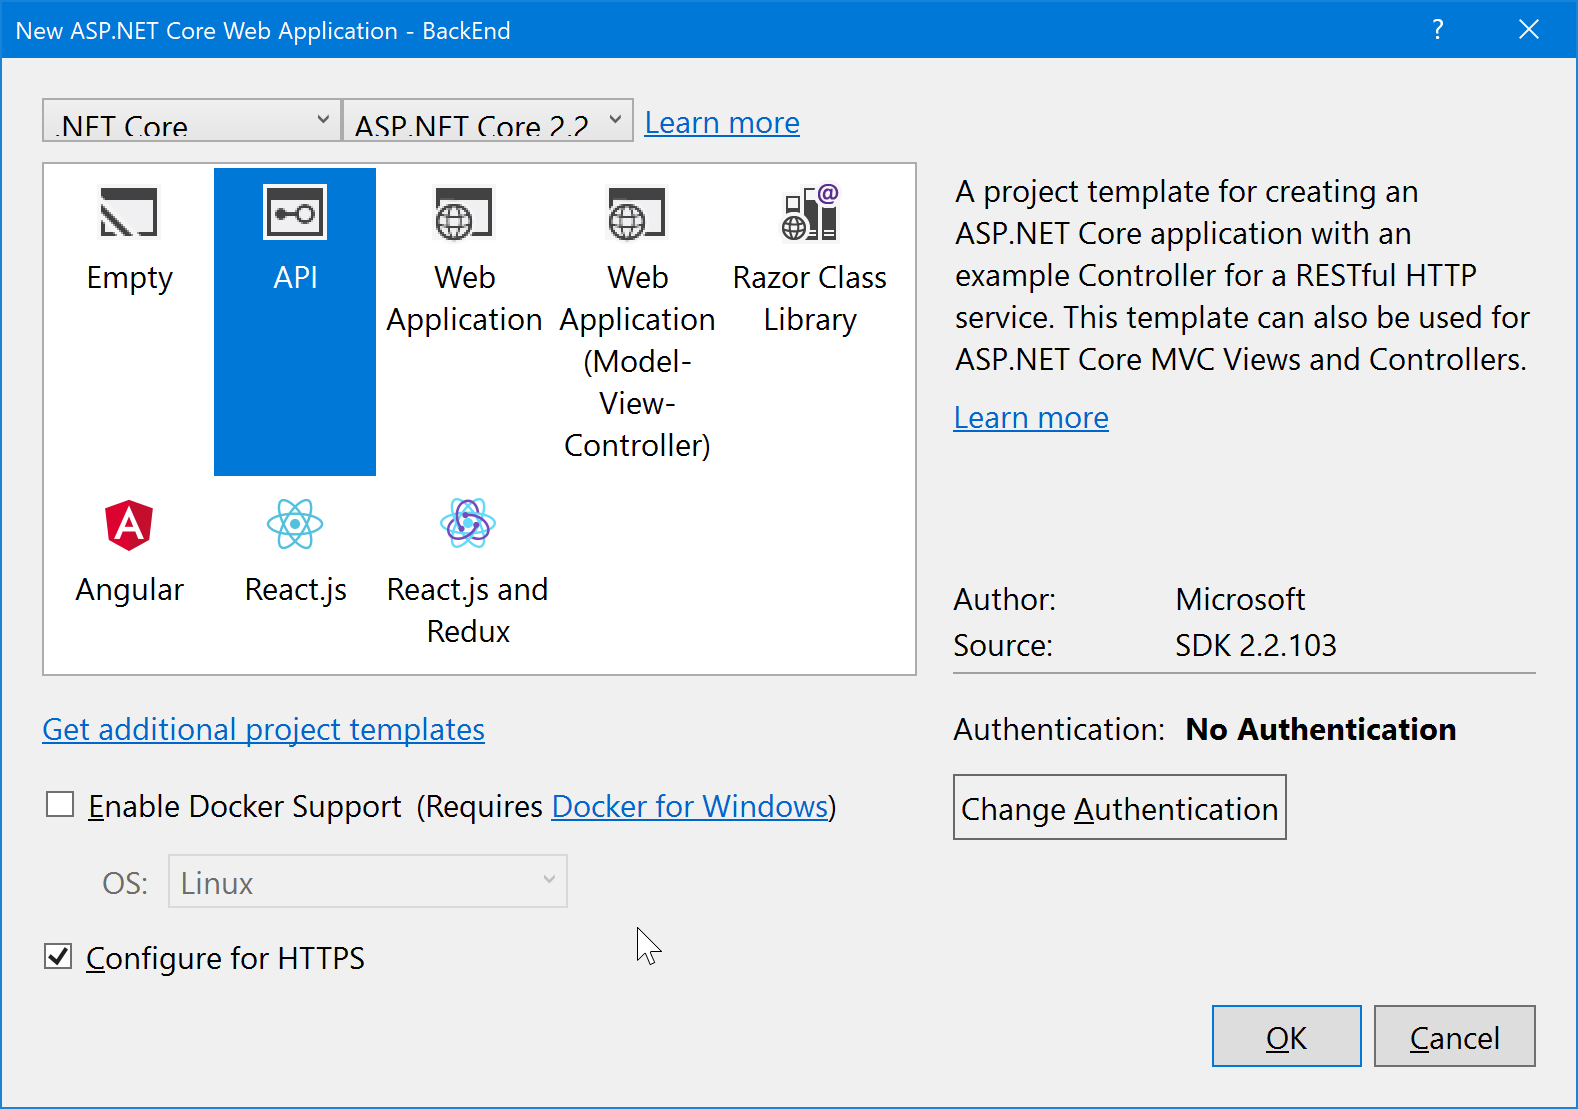 New ASP.NET Core Web Application - BackEnd
?
.NET Core
ASP.NET Core 2.2
Learn more
Empty
API
Web
Application
Web
Application
(Model-
View-
Controller)
Razor Class
Library
Angular
React.js
React.js and
Redux
A project template for creating an
ASP.NET Core application with an
example Controller for a RESTful HTTP
service. This template can also be used for
ASP.NET Core MVC Views and Controllers.
Learn more
Author: Microsoft
Source: SDK 2.2.103
Get additional project templates
Authentication: No Authentication
Enable Docker Support (Requires Docker for Windows)
Change Authentication
OS: Linux
Configure for HTTPS
OK
Cancel